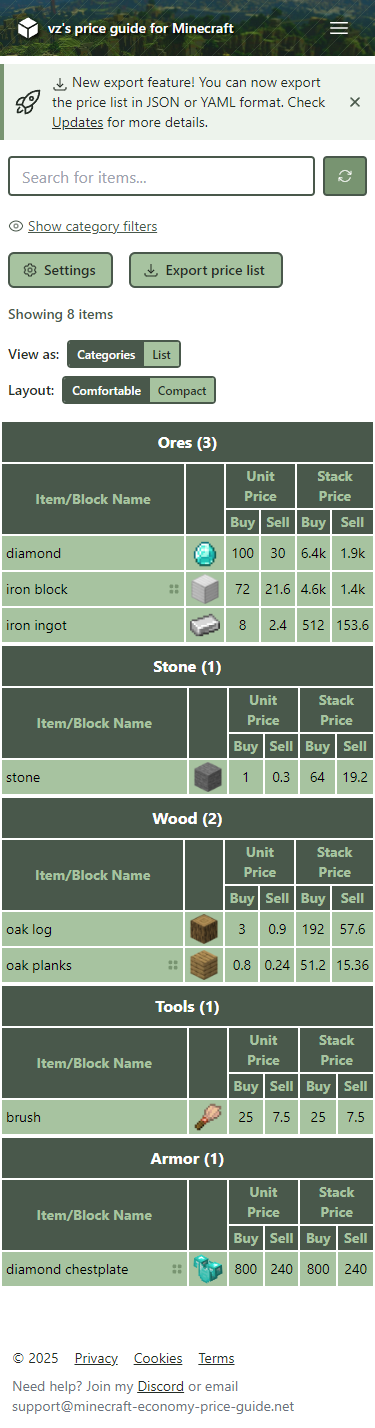 vz's price guide for Minecraft
New export feature! You can now export
the price list in JSON or YAML format. Check
Updates for more details.
Search for items...
Show category filters
Settings
Export price list
Showing 8 items
View as: Categories List
Layout: Comfortable Compact
Ores (3)
Item/Block Name
Unit Price
Stack Price
Buy Sell Buy Sell
diamond 100 30 6.4k 1.9k
iron block 72 21.6 4.6k 1.4k
iron ingot 8 2.4 512 153.6
Stone (1)
Item/Block Name
Unit Price
Stack Price
Buy Sell Buy Sell
stone 1 0.3 64 19.2
Wood (2)
Item/Block Name
Unit Price
Stack Price
Buy Sell Buy Sell
oak log 3 0.9 192 57.6
oak planks 0.8 0.24 51.2 15.36
Tools (1)
Item/Block Name
Unit Price
Stack Price
Buy Sell Buy Sell
brush 25 7.5 25 7.5
Armor (1)
Item/Block Name
Unit Price
Stack Price
Buy Sell Buy Sell
diamond chestplate 800 240 800 240
© 2025 Privacy Cookies Terms
Need help? Join my Discord or email
support@minecraft-economy-price-guide.net